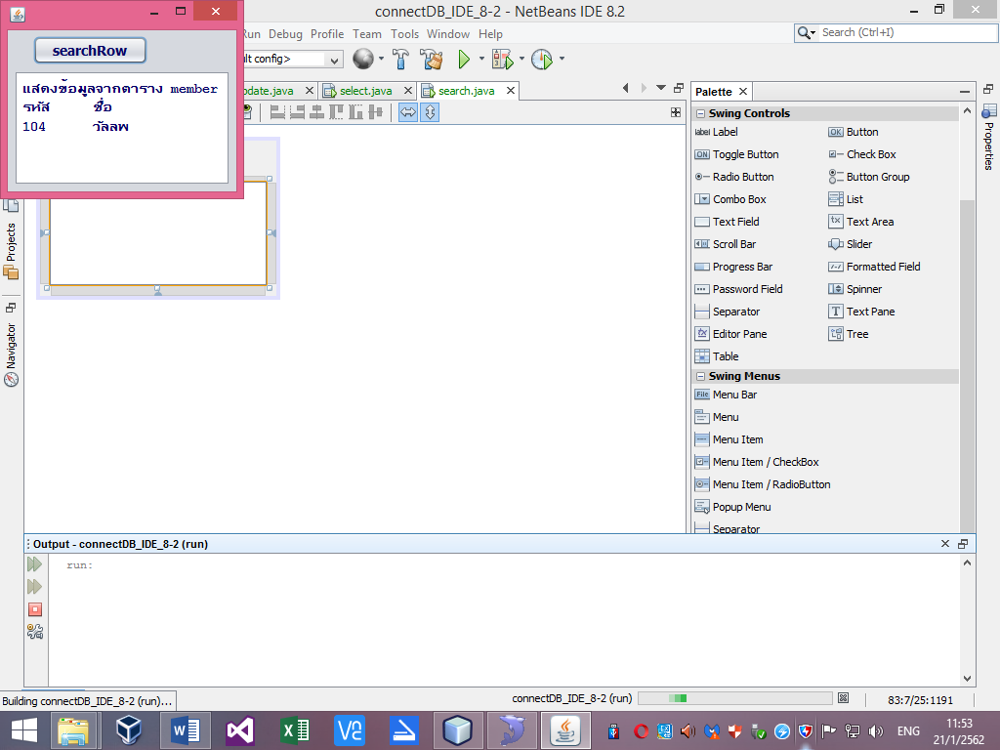 connectDB_IDE_8-2 - NetBeans IDE 8.2
Run Debug Profile Team Tools Window Help
Search (Ctrl+I)
searchRow
แสดงข้อมูลจากตาราง member
รหัส ชื่อ
104 วัลลพ
lt config>
pdate.java
select.java
search.java
Palette
Swing Controls
Label
Button
Toggle Button
Check Box
Radio Button
Button Group
Combo Box
List
Text Field
Text Area
Scroll Bar
Slider
Progress Bar
Formatted Field
Password Field
Spinner
Separator
Text Pane
Editor Pane
Tree
Table
Swing Menus
Menu Bar
Menu
Menu Item
Menu Item / CheckBox
Menu Item / RadioButton
Popup Menu
Separator
Properties
Projects
Navigator
Output - connectDB_IDE_8-2 (run)
run:
Building connectDB_IDE_8-2 (run)...
connectDB_IDE_8-2 (run)
83:7/25:1191
ENG
11:53
21/1/2562